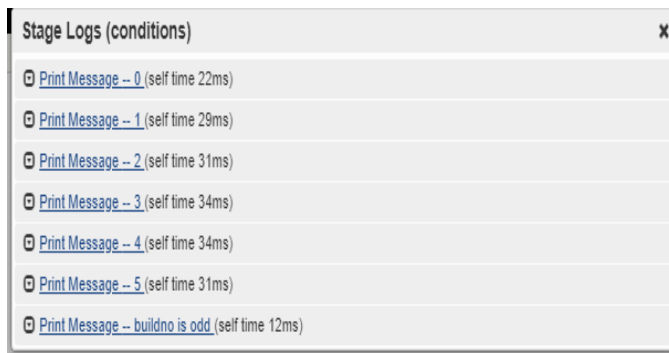 Stage Logs (conditions)
Print Message -- 0 (self time 22ms)
Print Message -- 1 (self time 29ms)
Print Message -- 2 (self time 31ms)
Print Message -- 3 (self time 34ms)
Print Message -- 4 (self time 34ms)
Print Message -- 5 (self time 31ms)
Print Message -- buildno is odd (self time 12ms)